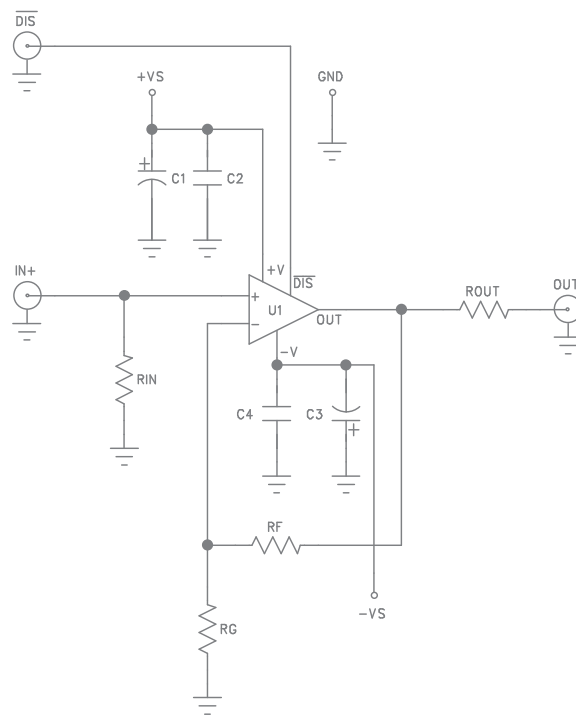 DIS
+VS
GND
C1
C2
IN+
+V
DIS
U1
OUT
ROUT
OUT
-V
RIN
C4
C3
RF
-VS
RG